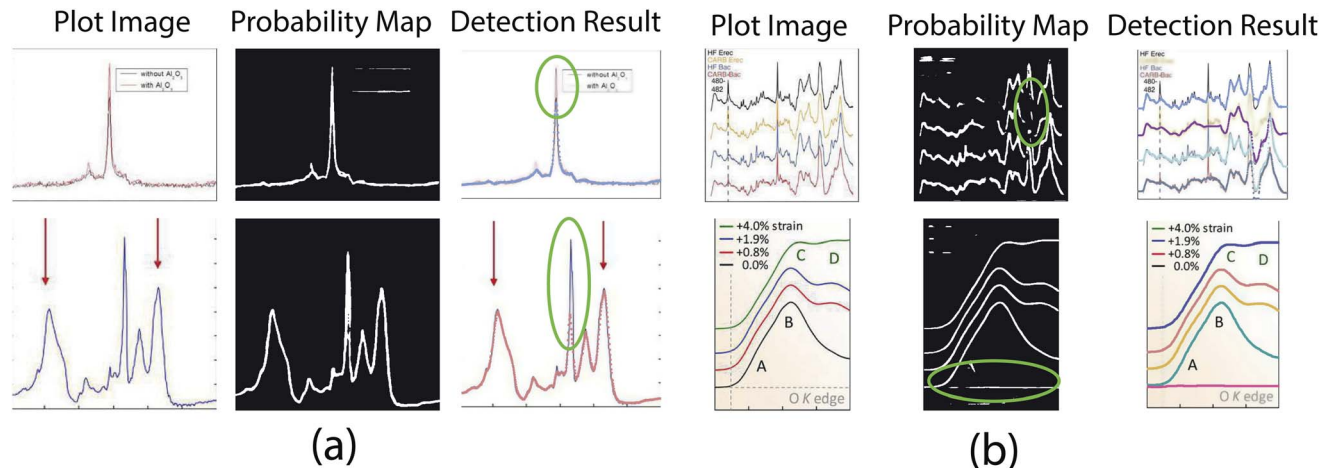 Plot Image Probability Map Detection Result
without Al₂O₃
with Al₂O₃
without Al₂O₃
with Al₂O₃
(a)
Plot Image Probability Map Detection Result
HF Erec
CARB Erec
HF Bac
CARB-Bac
480-
482
HF Erec
CARB-Erec
HF Bac
CARB-Bac
480-
482
+4.0% strain
+1.9%
+0.8%
0.0%
C D
B
A
O K edge
+4.0% strain
+1.9%
+0.8%
0.0%
C D
B
A
O K edge
(b)